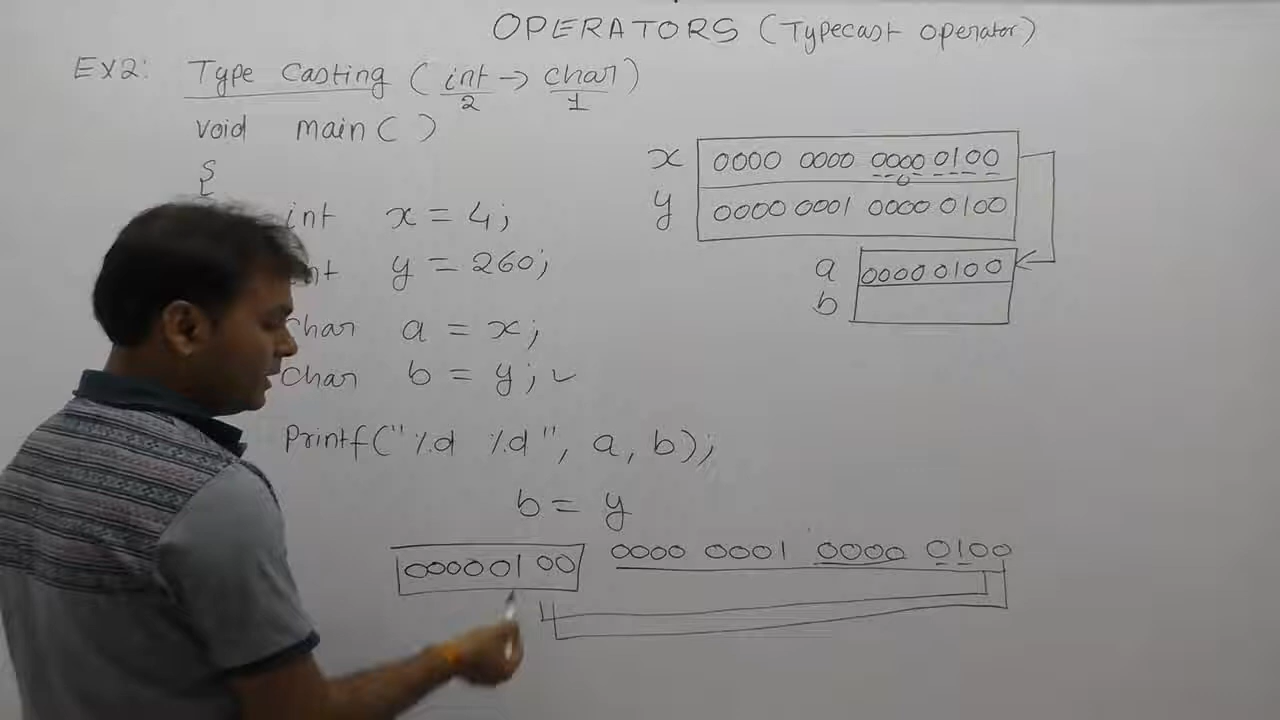 OPERATORS (Typecast Operator)
EX2: Type Casting (int → char)
2 1
void main( )
{
int x = 4;
int y = 260;
char a = x;
char b = y; ✓
Printf("%d %d", a, b);
b = y
00000100 0000 0001 0000 0100
x 0000 0000 0000 0100
y 0000 0001 0000 0100
a 0000 0100
b